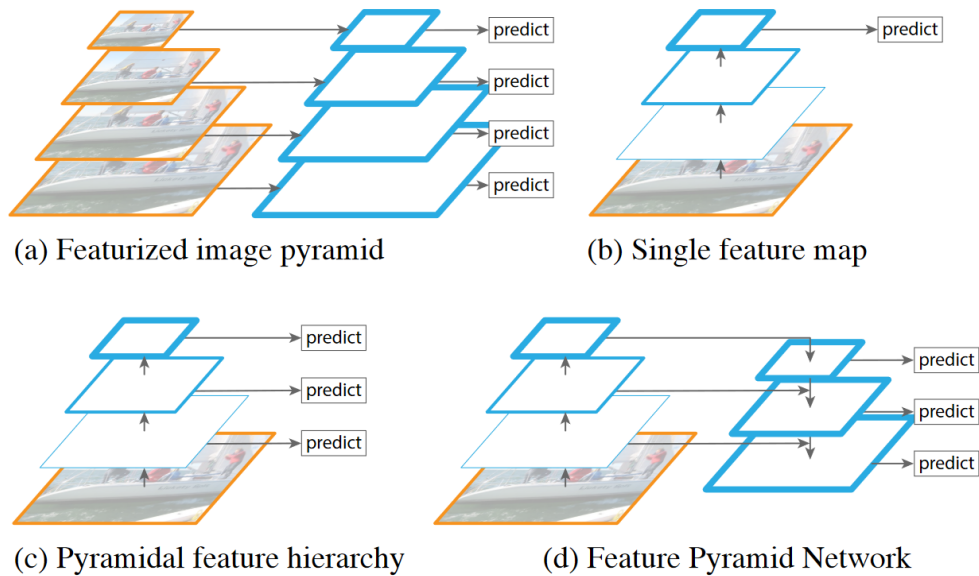 predict
predict
predict
predict
predict
(a) Featurized image pyramid
(b) Single feature map
predict
predict
predict
predict
predict
predict
(c) Pyramidal feature hierarchy
(d) Feature Pyramid Network